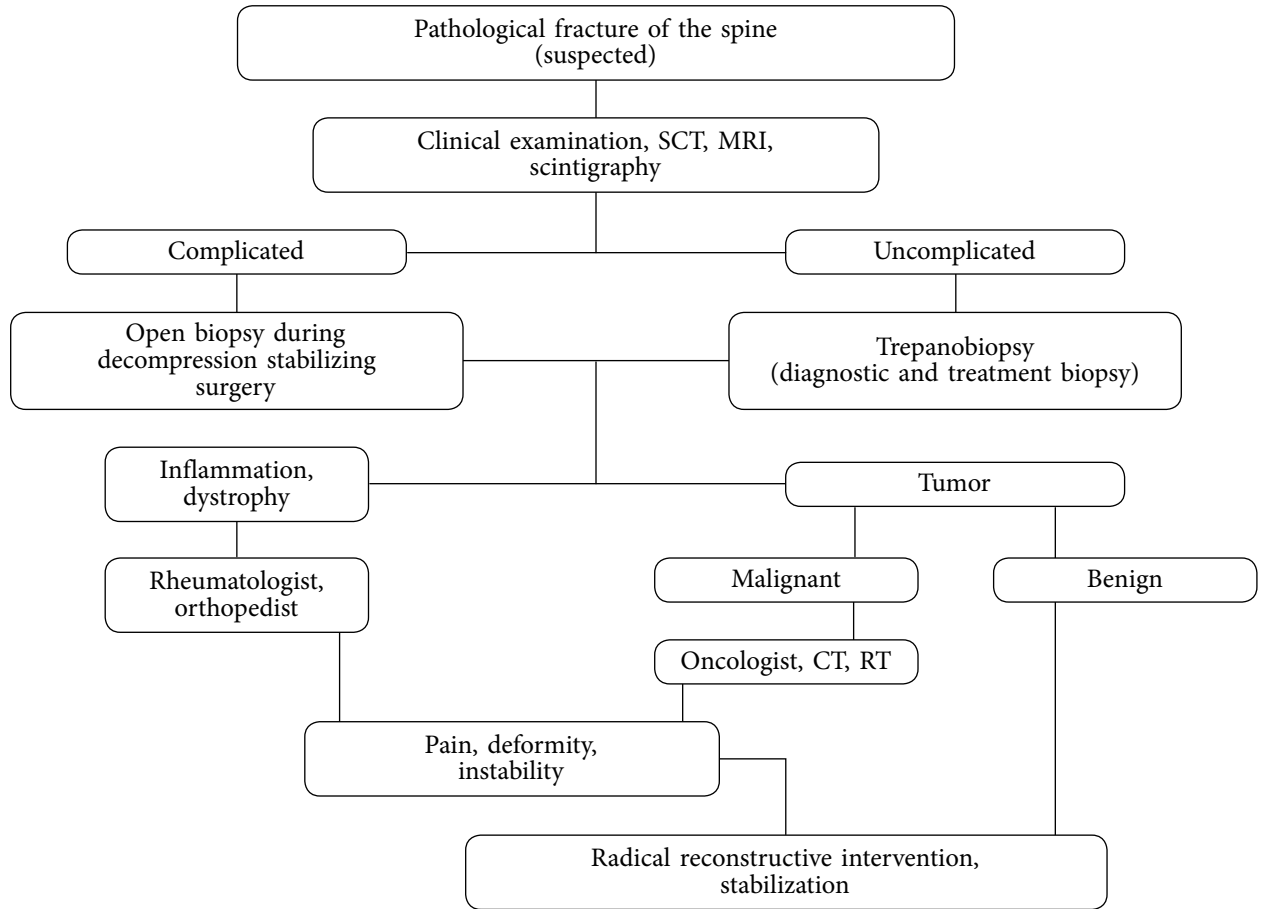 Pathological fracture of the spine
(suspected)
Clinical examination, SCT, MRI,
scintigraphy
Complicated
Uncomplicated
Open biopsy during
decompression stabilizing
surgery
Trepanobiopsy
(diagnostic and treatment biopsy)
Inflammation,
dystrophy
Tumor
Rheumatologist,
orthopedist
Malignant
Benign
Oncologist, CT, RT
Pain, deformity,
instability
Radical reconstructive intervention,
stabilization